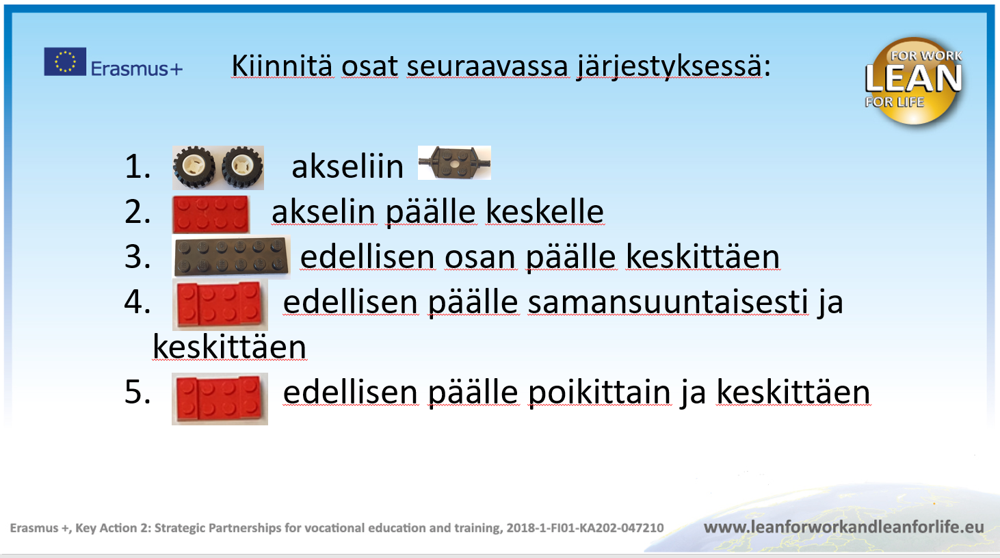 Erasmus+
Kiinnitä osat seuraavassa järjestyksessä:
FOR WORK
LEAN
FOR LIFE
1. akseliin
2. akselin päälle keskelle
3. edellisen osan päälle keskittäen
4. edellisen päälle samansuuntaisesti ja
keskittäen
5. edellisen päälle poikittain ja keskittäen
Erasmus +, Key Action 2: Strategic Partnerships for vocational education and training, 2018-1-FI01-KA202-047210
www.leanforworkandleanforlife.eu